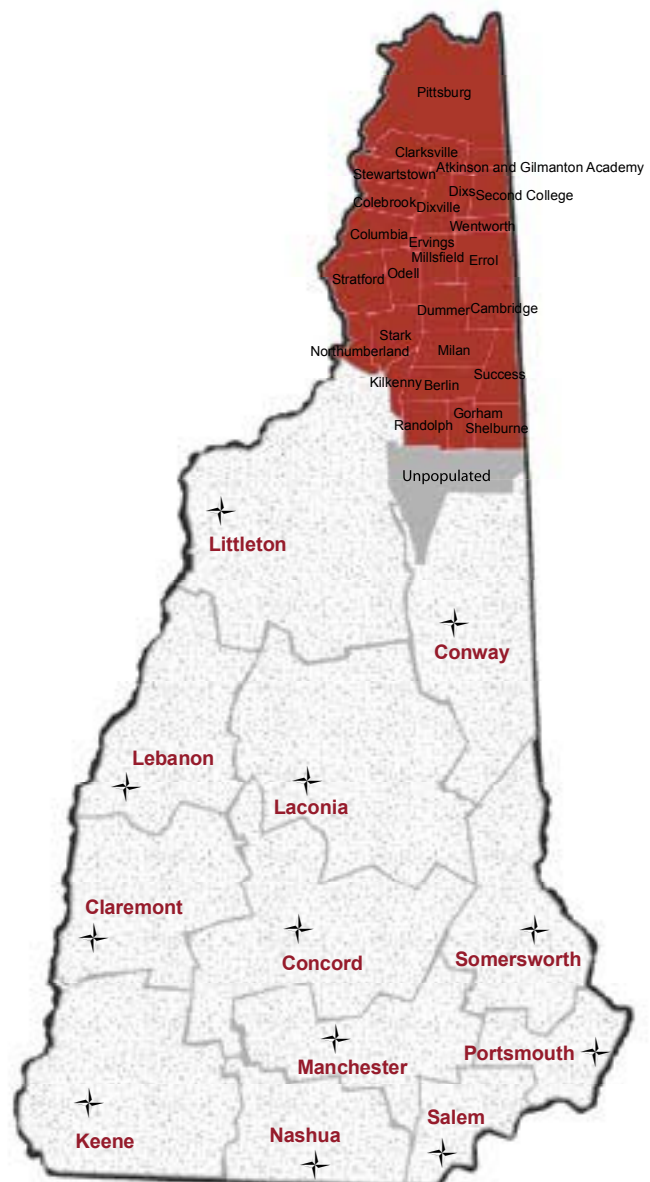 Pittsburg
Clarksville
Atkinson and Gilmanton Academy
Stewartstown
Dixs
Second College
Colebrook
Dixville
Wentworth
Columbia
Ervings
Millsfield
Errol
Stratford
Odell
Dummer
Cambridge
Stark
Northumberland
Milan
Success
Kilkenny
Berlin
Gorham
Randolph
Shelburne
Unpopulated
Littleton
Conway
Lebanon
Laconia
Claremont
Concord
Somersworth
Manchester
Portsmouth
Salem
Keene
Nashua